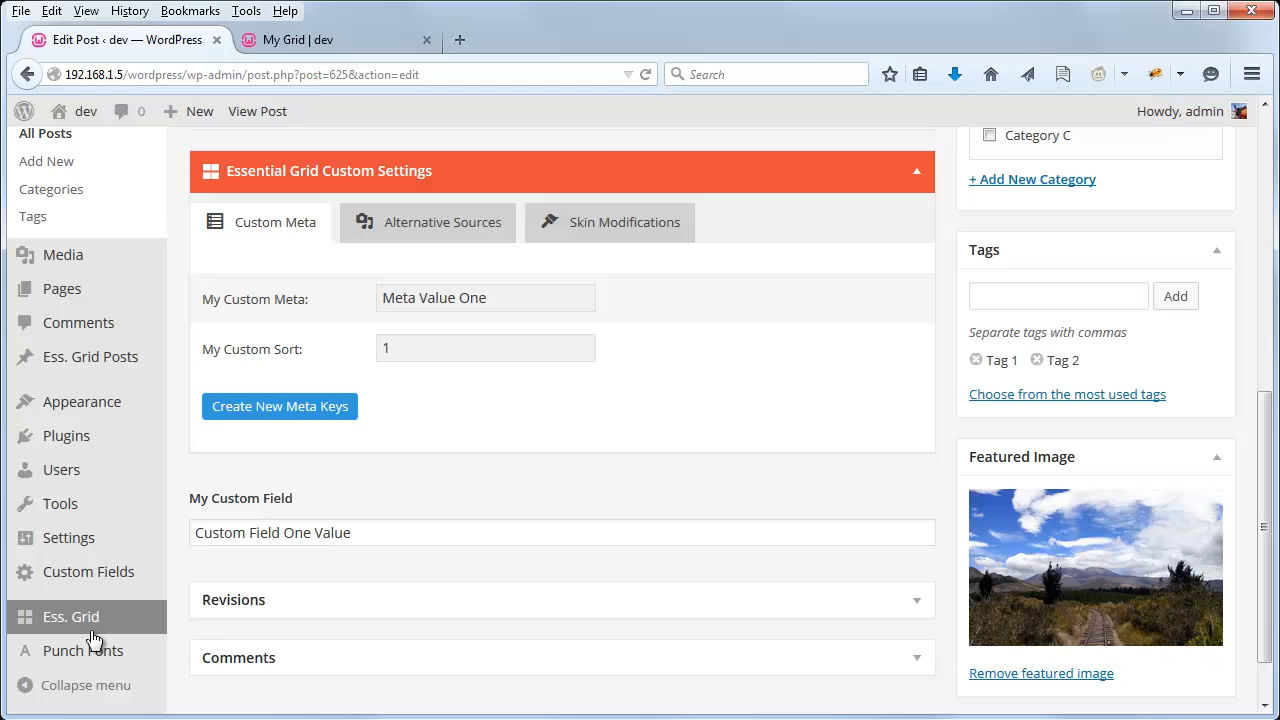 File Edit View History Bookmarks Tools Help
Edit Post ‹ dev — WordPress
My Grid | dev
192.168.1.5/wordpress/wp-admin/post.php?post=625&action=edit
Search
dev
0
New
View Post
Howdy, admin
All Posts
Add New
Categories
Tags
Media
Pages
Comments
Ess. Grid Posts
Appearance
Plugins
Users
Tools
Settings
Custom Fields
Ess. Grid
Punch Fonts
Collapse menu
Essential Grid Custom Settings
Custom Meta
Alternative Sources
Skin Modifications
My Custom Meta: Meta Value One
My Custom Sort: 1
Create New Meta Keys
My Custom Field
Custom Field One Value
Revisions
Comments
Category C
+ Add New Category
Tags
Add
Separate tags with commas
Tag 1 Tag 2
Choose from the most used tags
Featured Image
Remove featured image